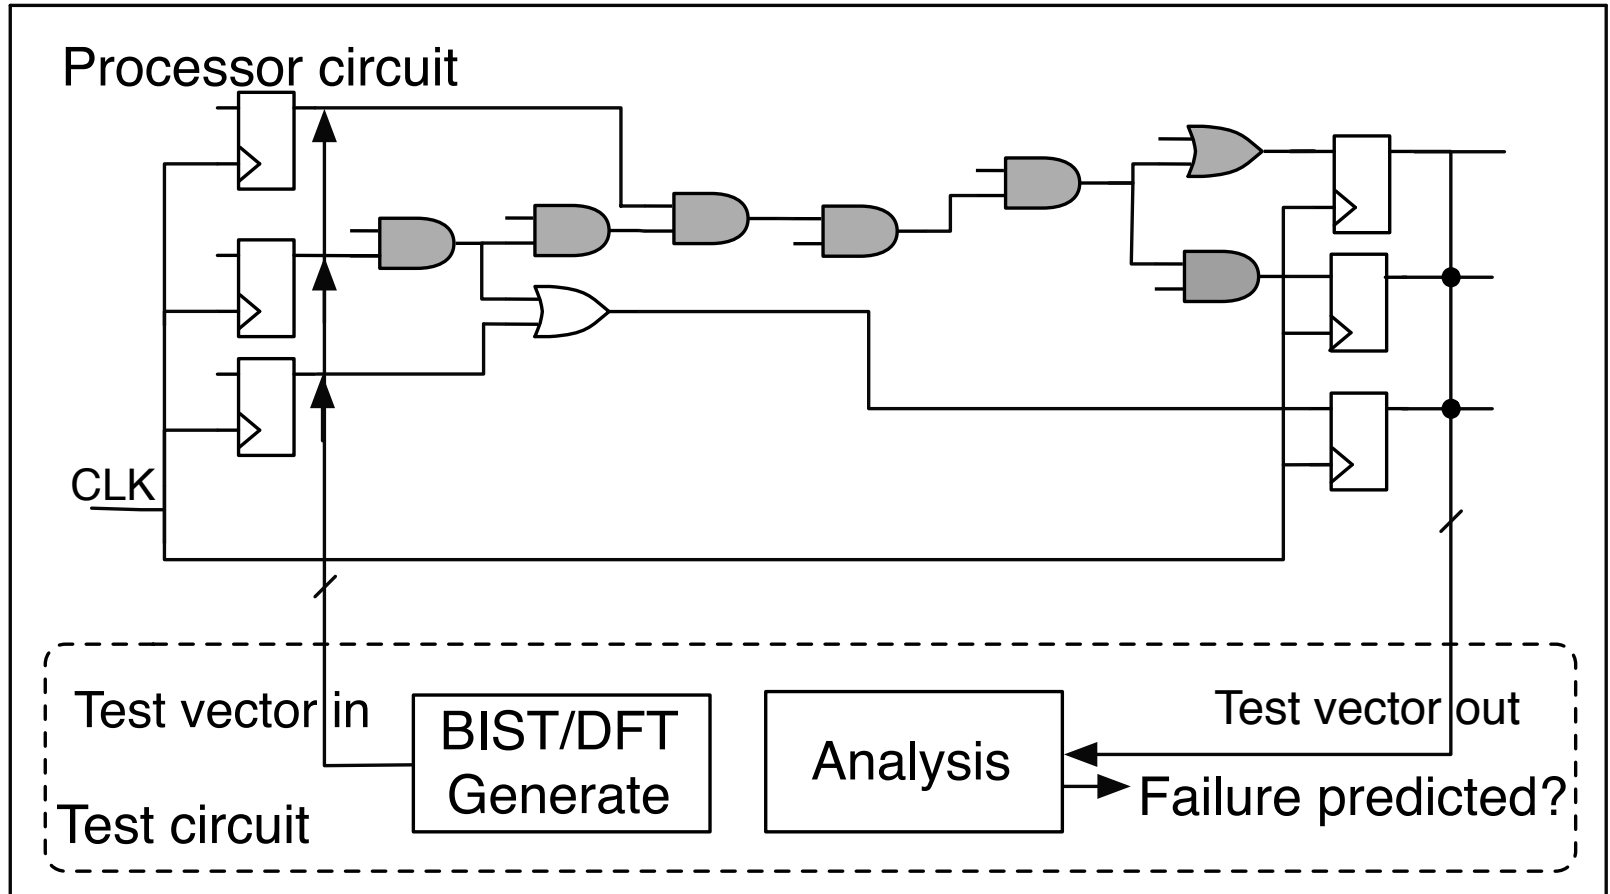 Processor circuit
CLK
Test vector in
BIST/DFT
Generate
Analysis
Test vector out
Failure predicted?
Test circuit